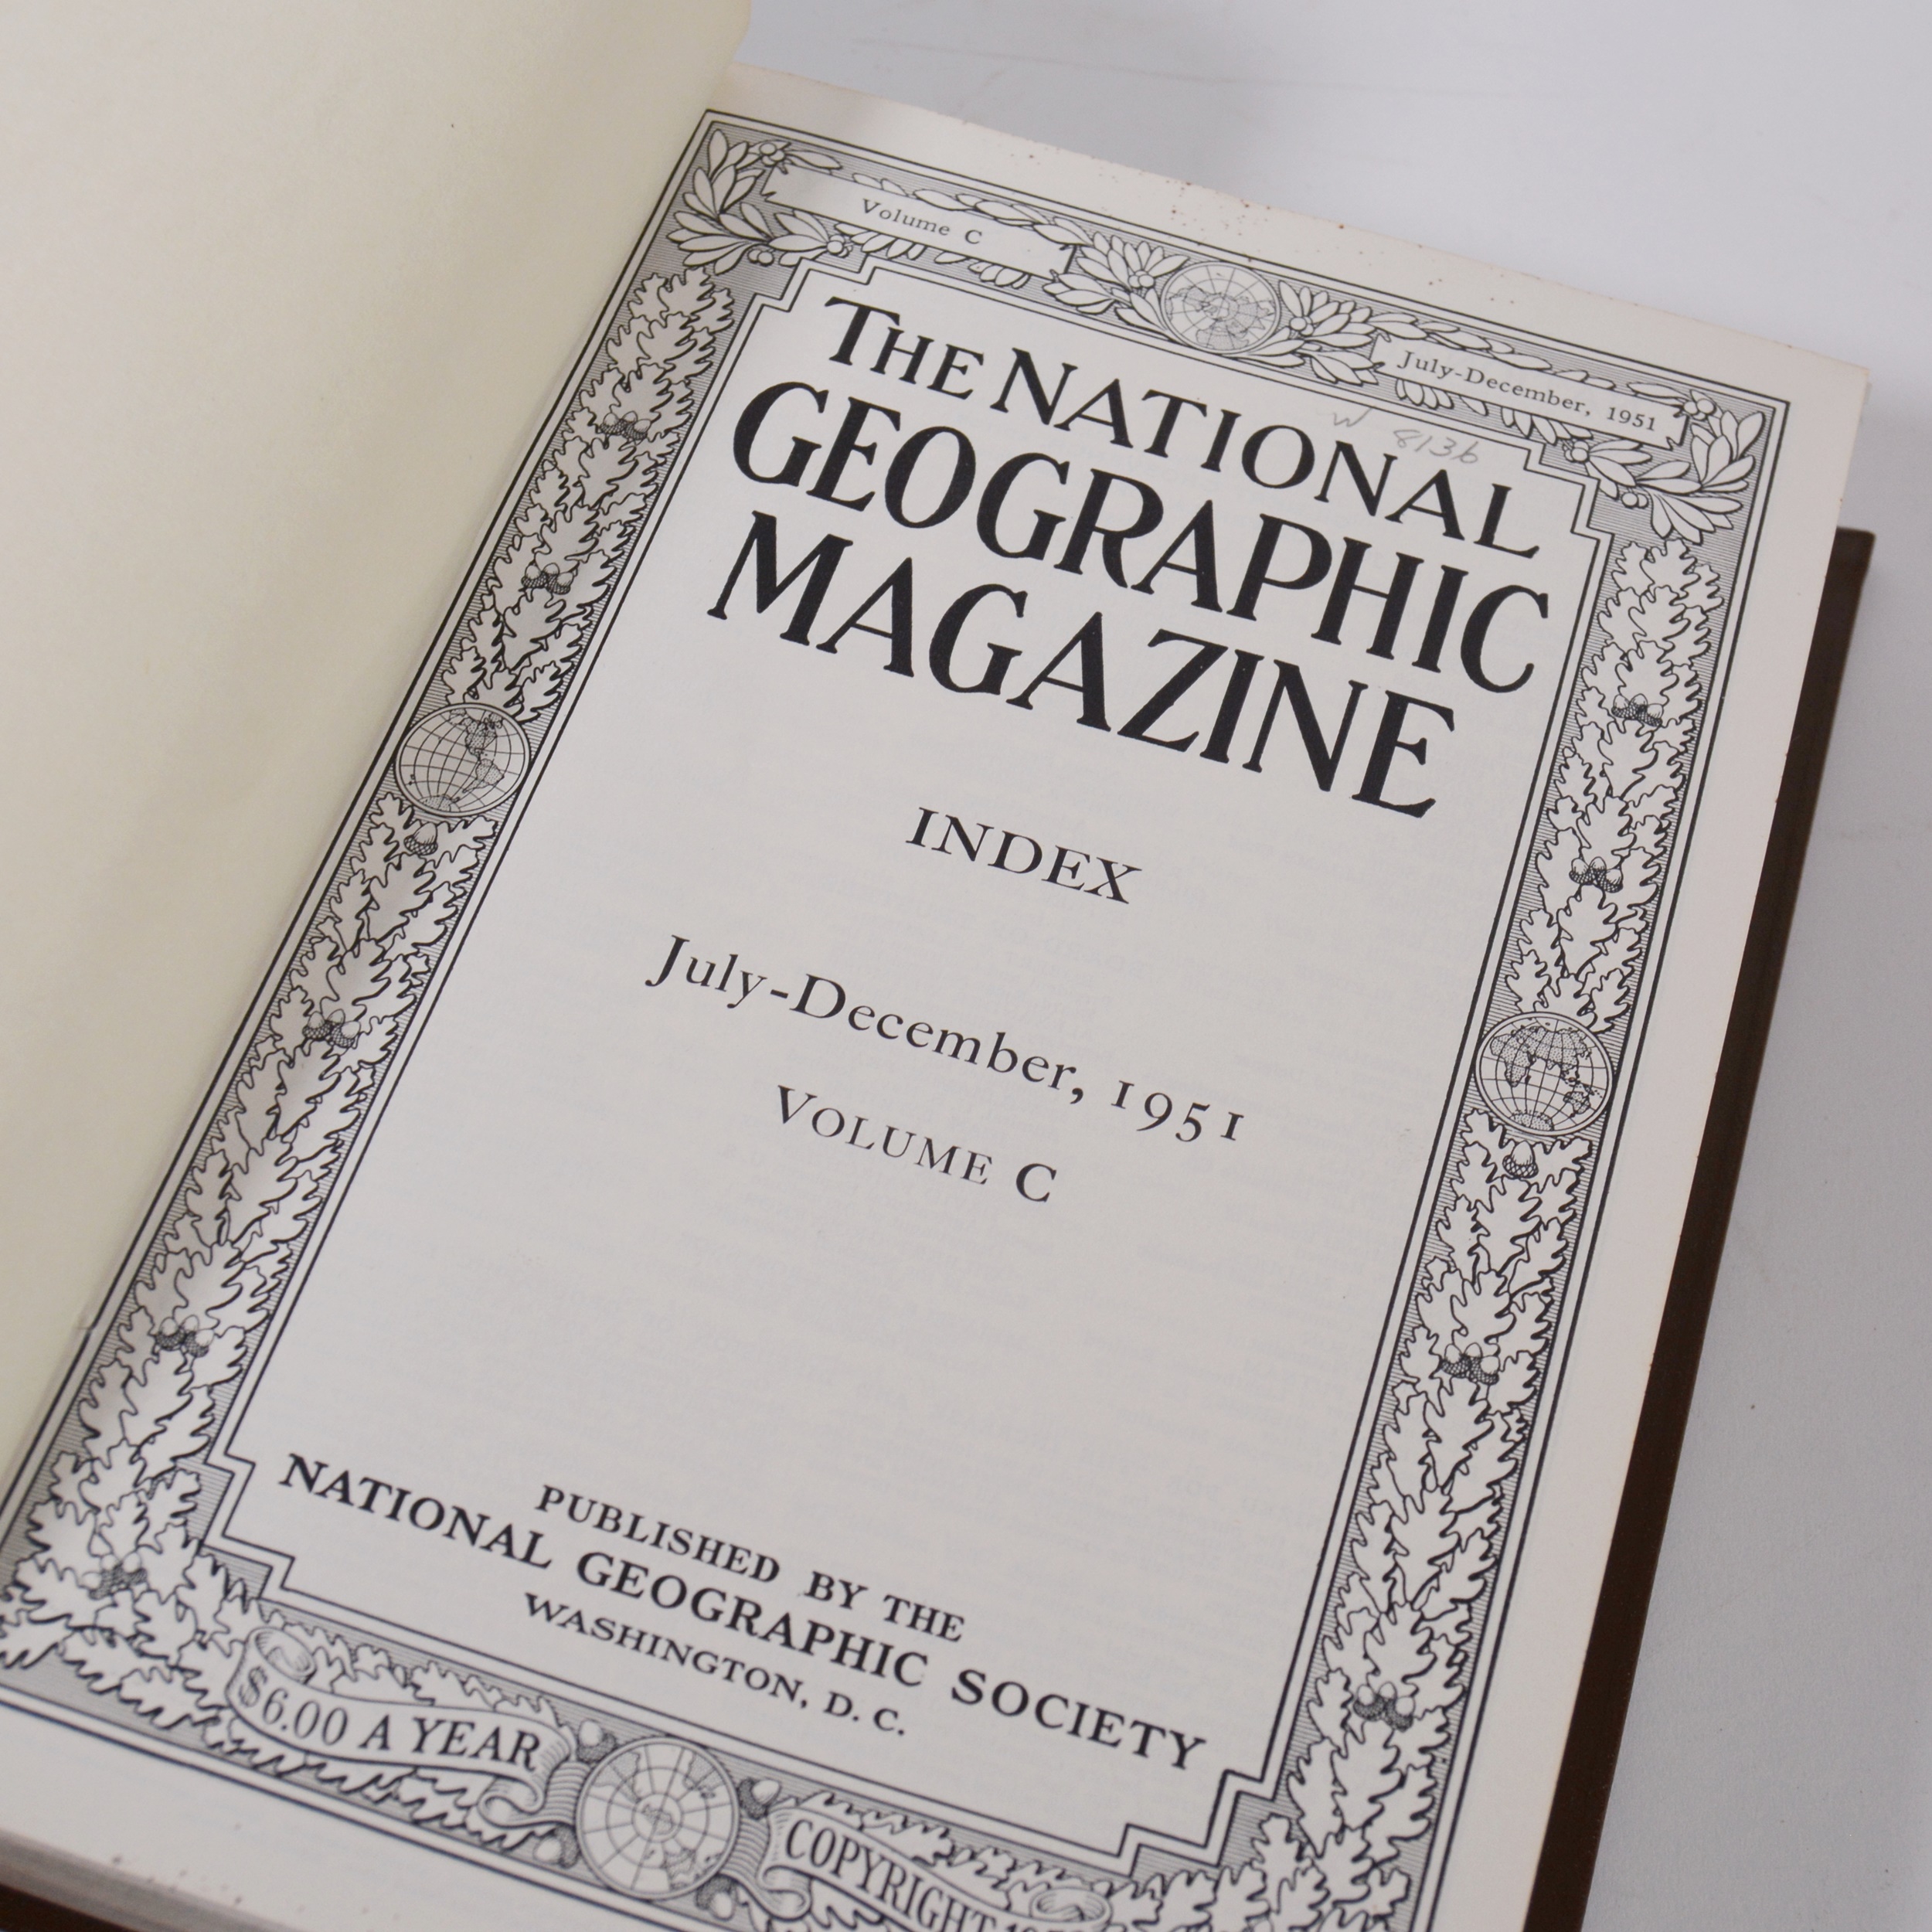 Volume C
July-December, 1951
W 813b
THE NATIONAL
GEOGRAPHIC
MAGAZINE
INDEX
July-December, 1951
VOLUME C
PUBLISHED BY THE
NATIONAL GEOGRAPHIC SOCIETY
WASHINGTON, D. C.
$6.00 A YEAR
COPYRIGHT